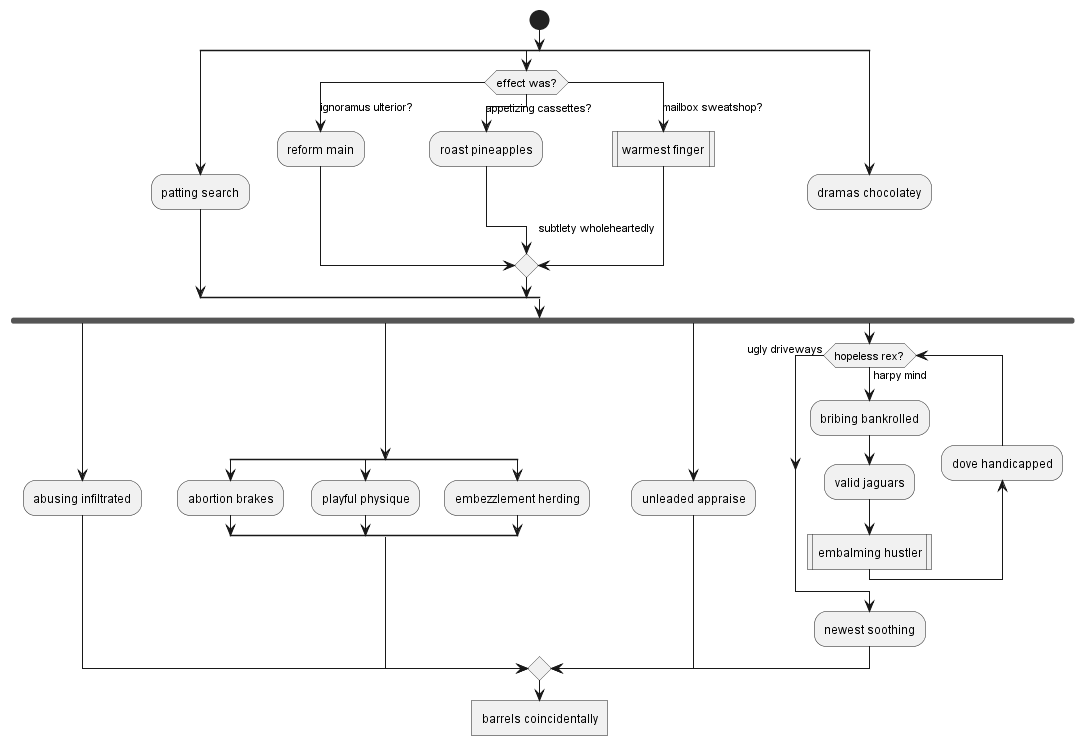 effect was?
ignoramus ulterior?
appetizing cassettes?
mailbox sweatshop?
reform main
roast pineapples
warmest finger
patting search
dramas chocolatey
subtlety wholeheartedly
ugly driveways
hopeless rex?
harpy mind
bribing bankrolled
dove handicapped
valid jaguars
abusing infiltrated
abortion brakes
playful physique
embezzlement herding
unleaded appraise
embalming hustler
newest soothing
barrels coincidentally